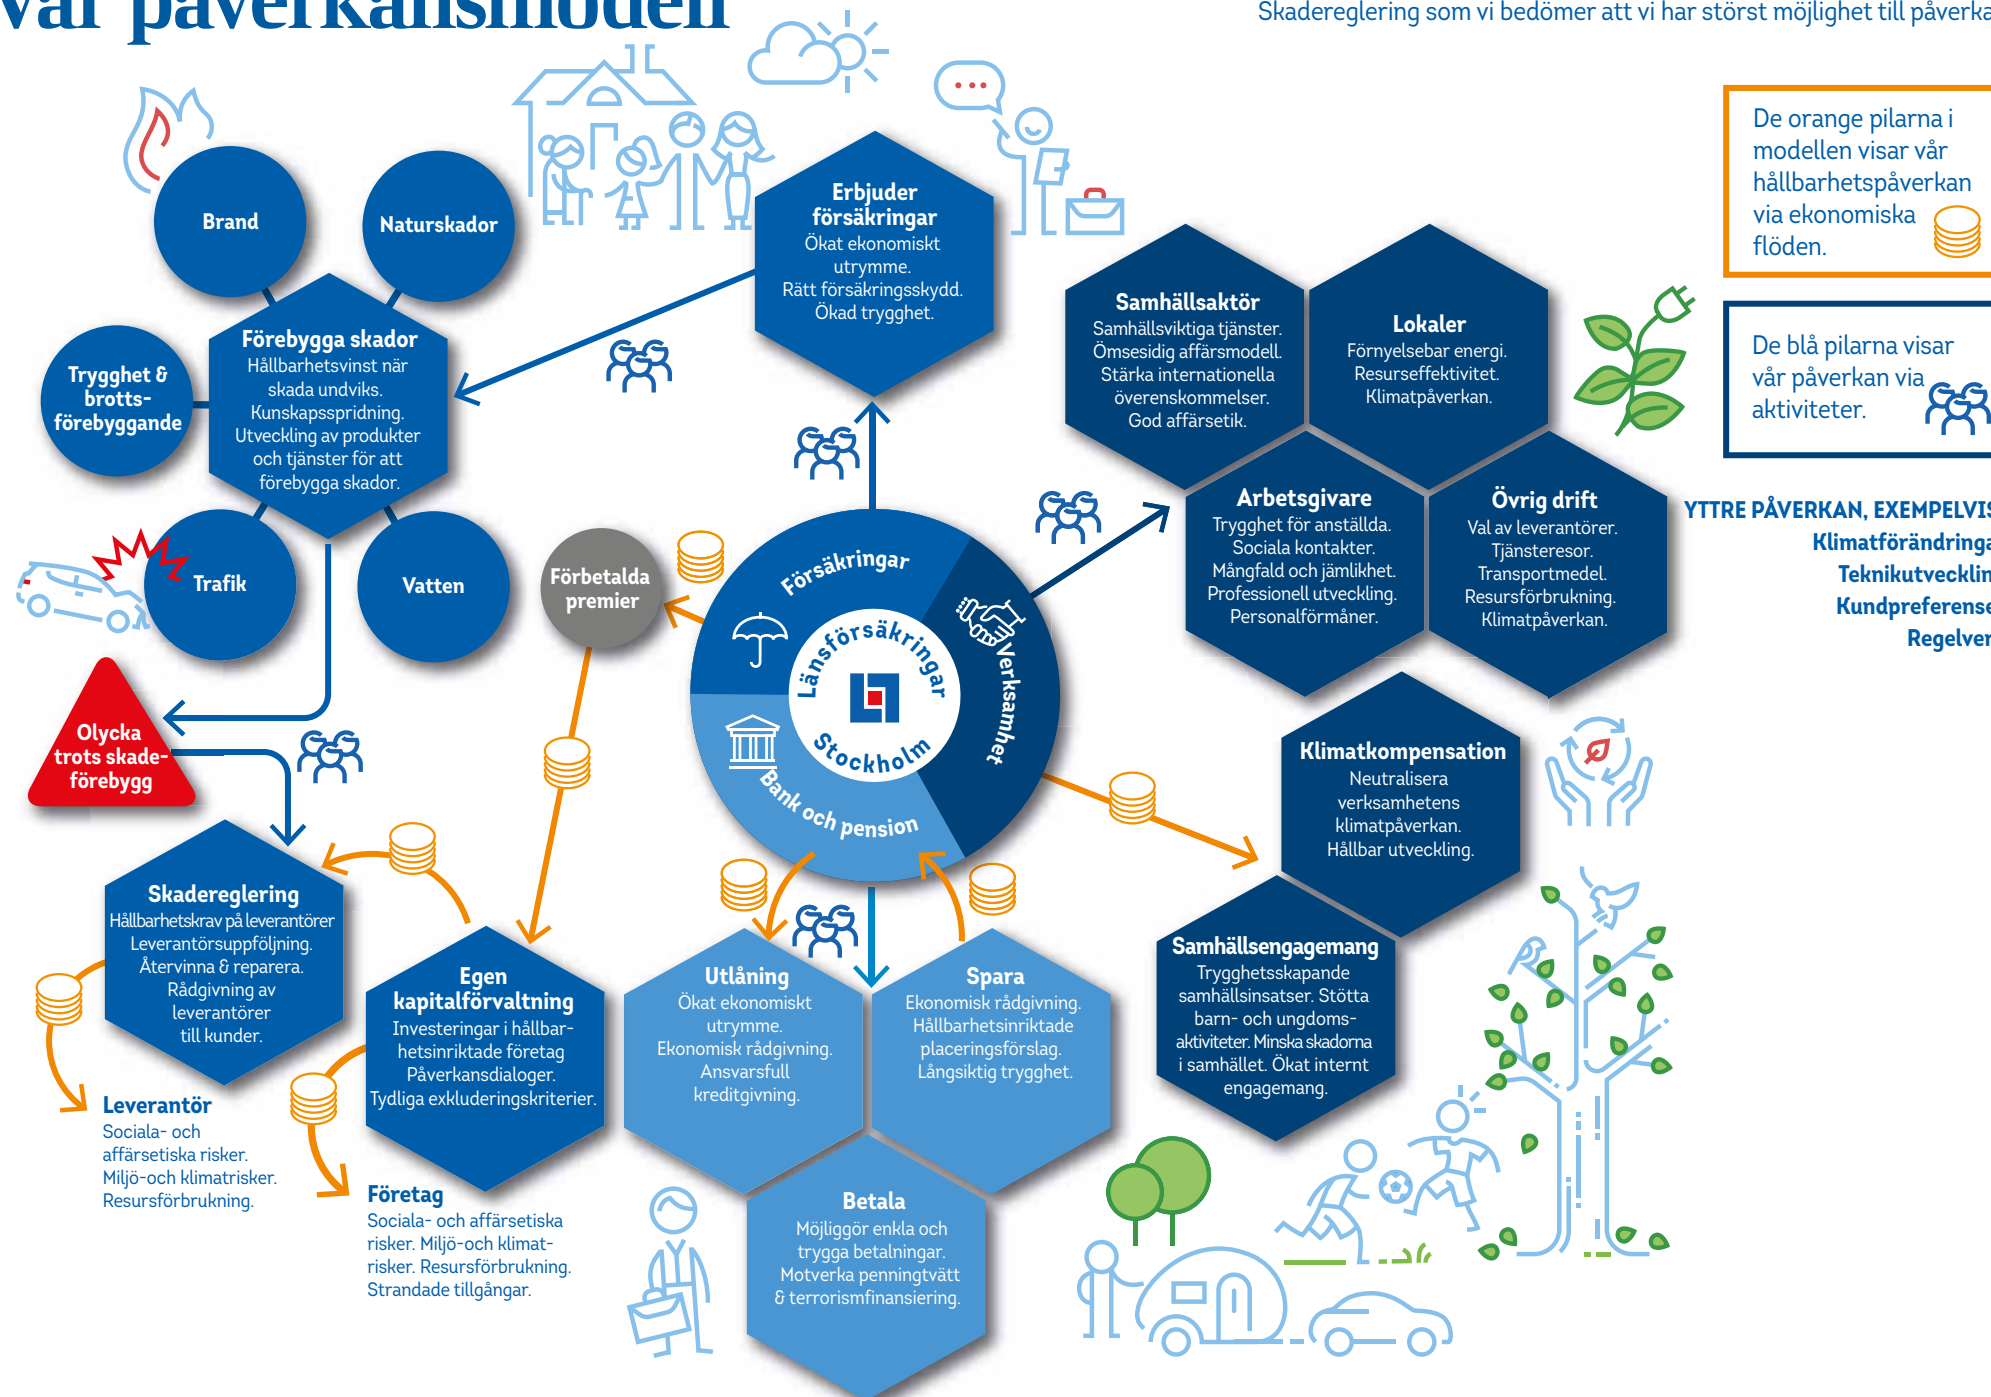 vår påverkansmodell
Skadereglering som vi bedömer att vi har störst möjlighet till påverka
De orange pilarna i
modellen visar vår
hållbarhetspåverkan
via ekonomiska
flöden.
De blå pilarna visar
vår påverkan via
aktiviteter.
YTTRE PÅVERKAN, EXEMPELVIS
Klimatförändringa
Teknikutvecklin
Kundpreferense
Regelver
Brand
Naturskador
Trygghet &
brotts-
förebyggande
Trafik
Vatten
Förebygga skador
Hållbarhetsvinst när
skada undviks.
Kunskapsspridning.
Utveckling av produkter
och tjänster för att
förebygga skador.
Erbjuder
försäkringar
Ökat ekonomiskt
utrymme.
Rätt försäkringsskydd.
Ökad trygghet.
Samhällsaktör
Samhällsviktiga tjänster.
Ömsesidig affärsmodell.
Stärka internationella
överenskommelser.
God affärsetik.
Lokaler
Förnyelsebar energi.
Resurseffektivitet.
Klimatpåverkan.
Arbetsgivare
Trygghet för anställda.
Sociala kontakter.
Mångfald och jämlikhet.
Professionell utveckling.
Personalförmåner.
Övrig drift
Val av leverantörer.
Tjänsteresor.
Transportmedel.
Resursförbrukning.
Klimatpåverkan.
Förbetalda
premier
Försäkringar
Verksamhet
Bank och pension
Länsförsäkringar
Stockholm
Olycka
trots skade-
förebygg
Klimatkompensation
Neutralisera
verksamhetens
klimatpåverkan.
Hållbar utveckling.
Samhällsengagemang
Trygghetsskapande
samhällsinsatser. Stötta
barn- och ungdoms-
aktiviteter. Minska skadorna
i samhället. Ökat internt
engagemang.
Skadereglering
Hållbarhetskrav på leverantörer
Leverantörsuppföljning.
Återvinna & reparera.
Rådgivning av
leverantörer
till kunder.
Egen
kapitalförvaltning
Investeringar i hållbar-
hetsinriktade företag
Påverkansdialoger.
Tydliga exkluderingskriterier.
Utlåning
Ökat ekonomiskt
utrymme.
Ekonomisk rådgivning.
Ansvarsfull
kreditgivning.
Spara
Ekonomisk rådgivning.
Hållbarhetsinriktade
placeringsförslag.
Långsiktig trygghet.
Betala
Möjliggör enkla och
trygga betalningar.
Motverka penningtvätt
& terrorismfinansiering.
Leverantör
Sociala- och
affärsetiska risker.
Miljö-och klimatrisker.
Resursförbrukning.
Företag
Sociala- och affärsetiska
risker. Miljö-och klimat-
risker. Resursförbrukning.
Strandade tillgångar.